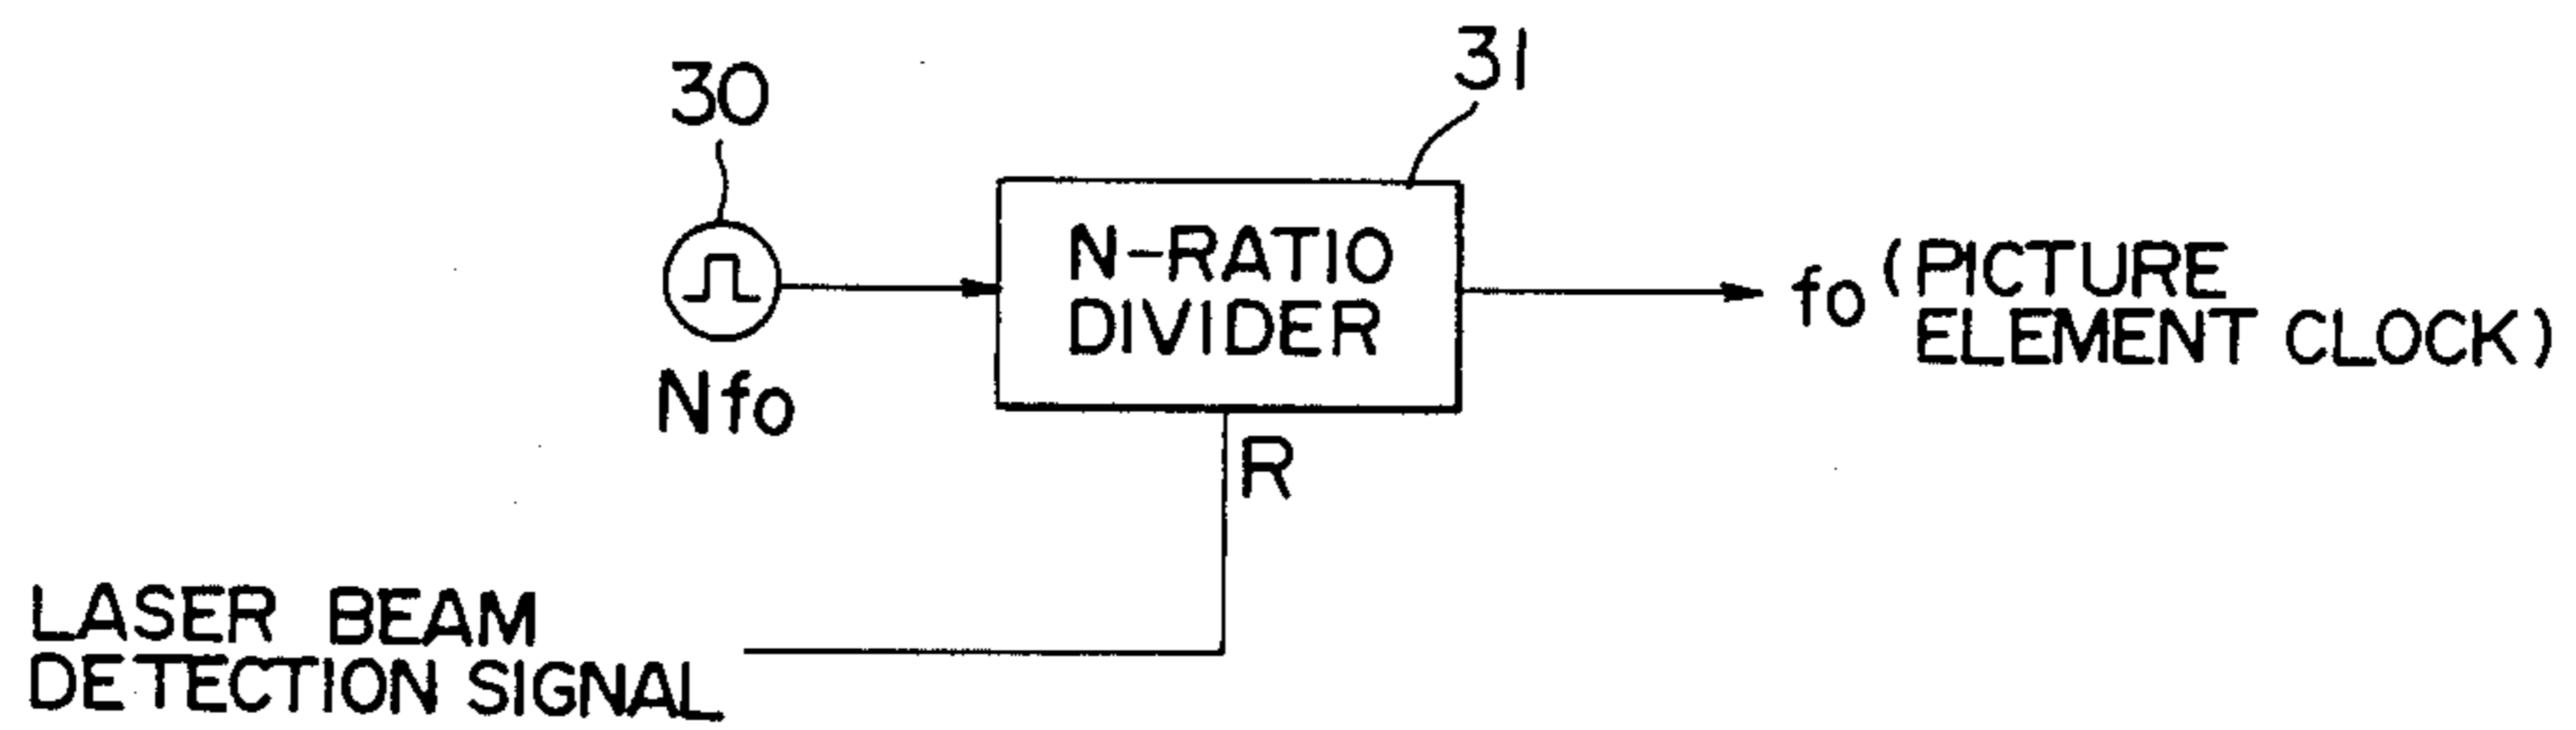 31
30
N-RATIO
DIVIDER
fo (PICTURE
ELEMENT CLOCK)
Nfo
R
LASER BEAM
DETECTION SIGNAL